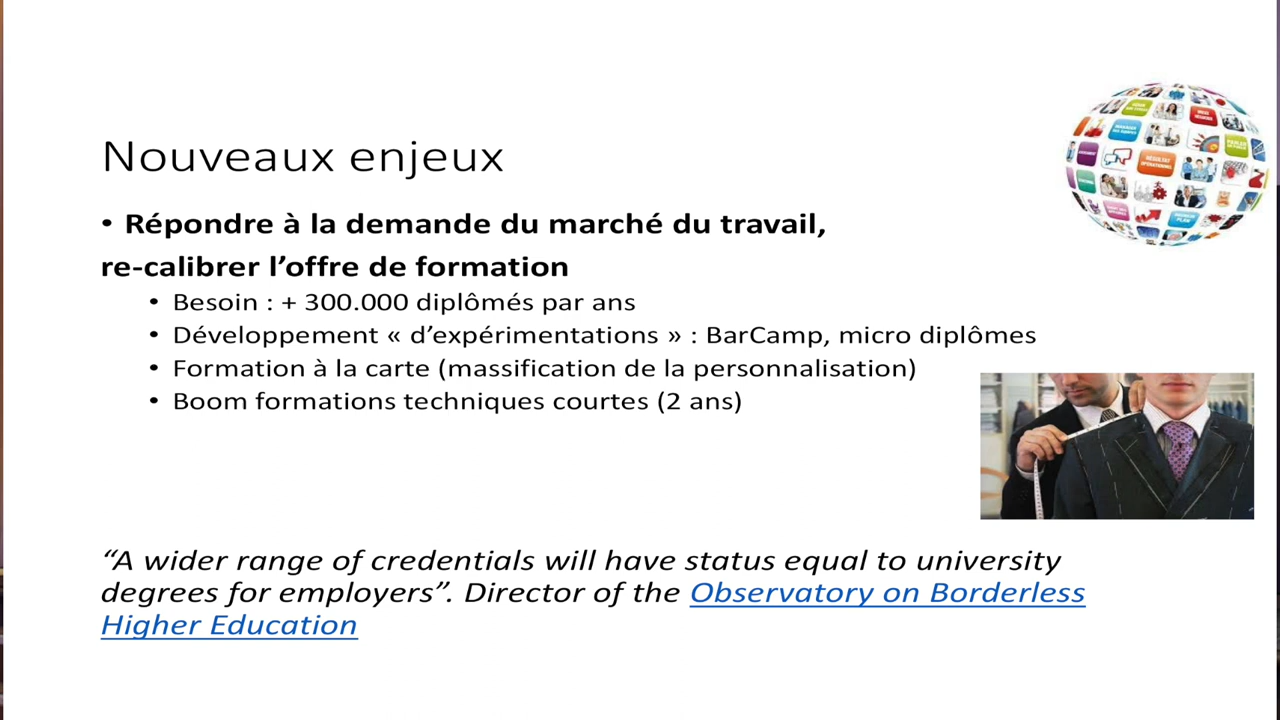 Nouveaux enjeux
• Répondre à la demande du marché du travail,
re-calibrer l’offre de formation
• Besoin : + 300.000 diplômés par ans
• Développement « d’expérimentations » : BarCamp, micro diplômes
• Formation à la carte (massification de la personnalisation)
• Boom formations techniques courtes (2 ans)
“A wider range of credentials will have status equal to university
degrees for employers”. Director of the Observatory on Borderless
Higher Education